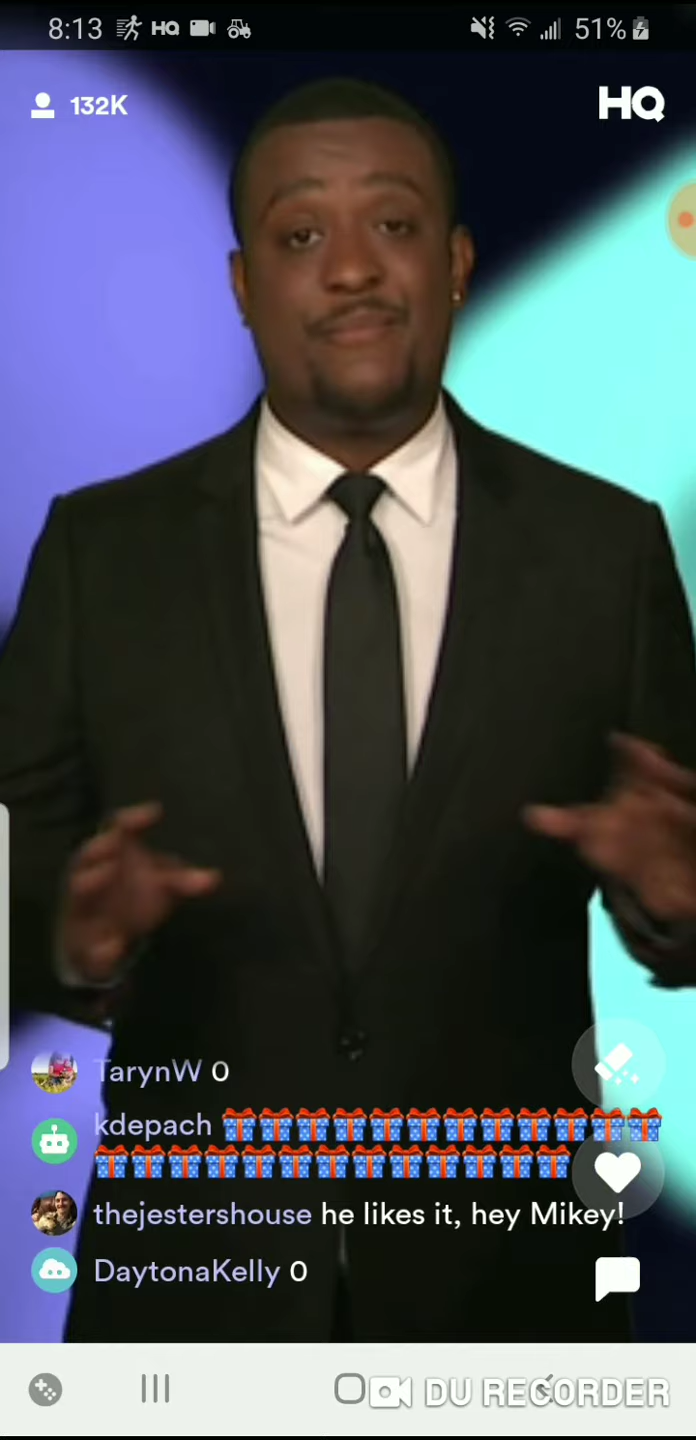 8:13 HQ 51%
132K
HQ
TarynW 0
kdepach
thejestershouse he likes it, hey Mikey!
DaytonaKelly 0
DU RECORDER